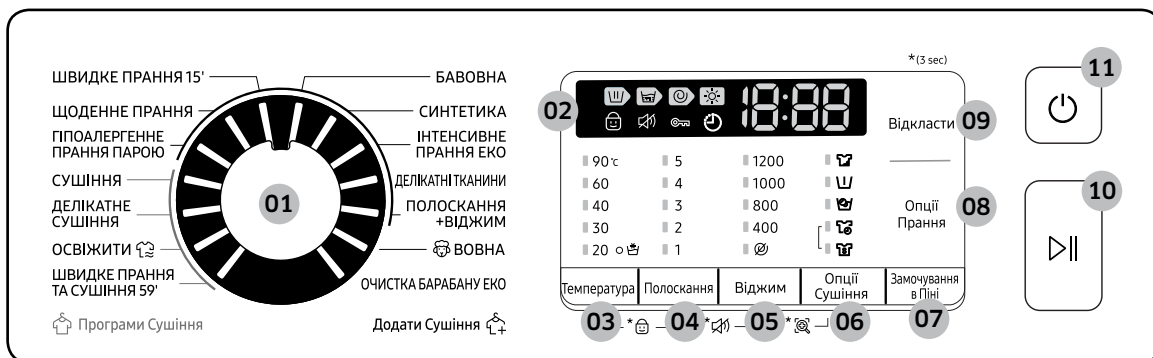 ШВИДКЕ ПРАННЯ 15'
ЩОДЕННЕ ПРАННЯ
ГІПОАЛЕРГЕННЕ
ПРАННЯ ПАРОЮ
СУШІННЯ
ДЕЛІКАТНЕ
СУШІННЯ
ОСВІЖИТИ
ШВИДКЕ ПРАННЯ
ТА СУШІННЯ 59'
Програми Сушіння
01
БАВОВНА
СИНТЕТИКА
ІНТЕНСИВНЕ
ПРАННЯ ЕКО
ДЕЛІКАТНІ ТКАНИНИ
ПОЛОСКАННЯ
+ВІДЖИМ
ВОВНА
ОЧИСТКА БАРАБАНУ ЕКО
Додати Сушіння
*(3 sec)
02
18:88
90 ℃ 5 1200
60 4 1000
40 3 800
30 2 400
20 1
Температура
Полоскання
Віджим
Опції
Сушіння
Замочування
в Піні
03 * 04 * 05 * 06 07
Відкласти 09
Опції
Прання
08
11
10